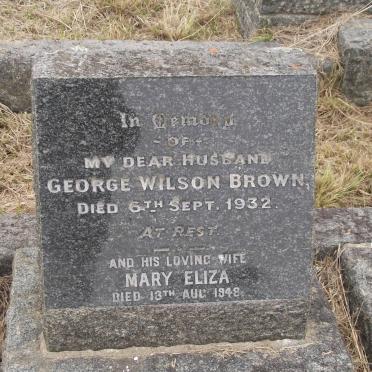 In Memory
- OF -
MY DEAR HUSBAND
GEORGE WILSON BROWN,
DIED 6TH SEPT. 1932.
AT REST
AND HIS LOVING WIFE
MARY ELIZA
DIED 13TH AUG 1948